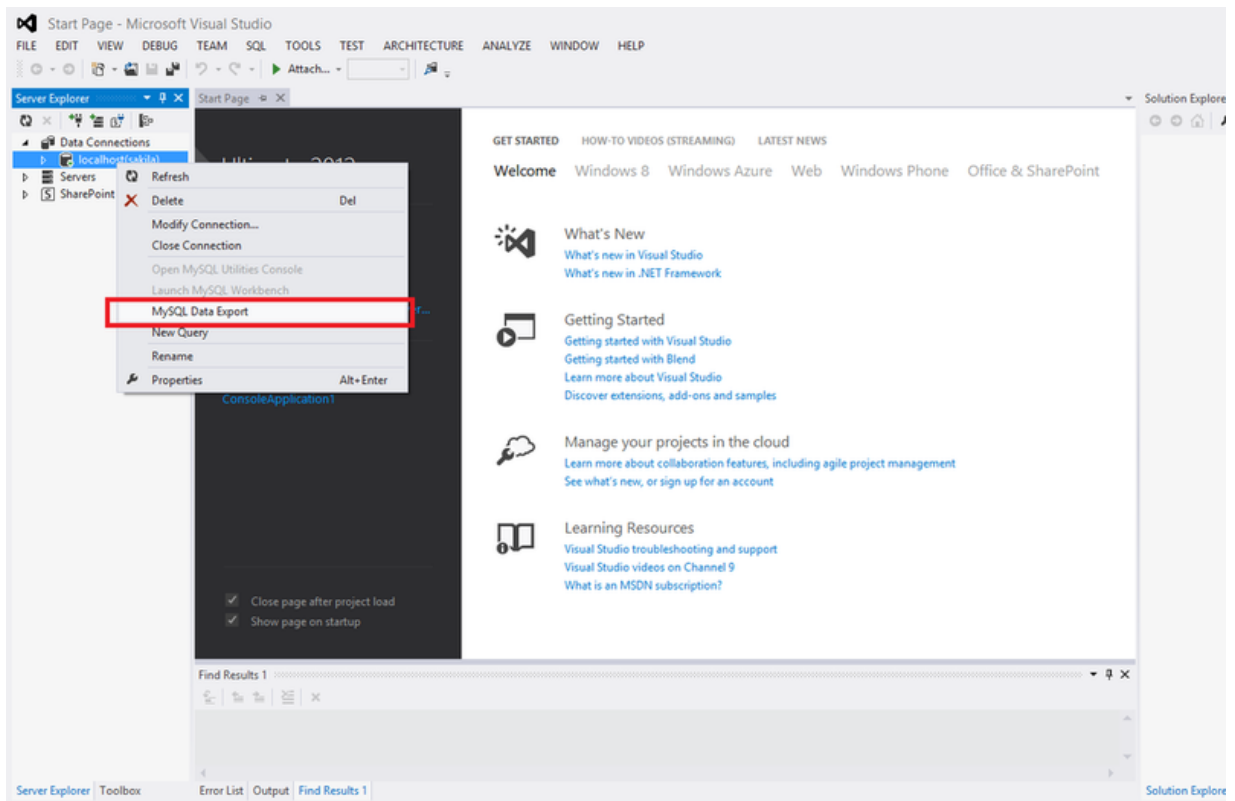 Start Page - Microsoft Visual Studio
FILE EDIT VIEW DEBUG TEAM SQL TOOLS TEST ARCHITECTURE ANALYZE WINDOW HELP
Attach...
Server Explorer
Start Page
Solution Explore
Data Connections
localhost(sakila)
Servers
SharePoint
Refresh
Delete Del
Modify Connection...
Close Connection
Open MySQL Utilities Console
Launch MySQL Workbench
MySQL Data Export
New Query
Rename
Properties Alt+Enter
ConsoleApplication1
Close page after project load
Show page on startup
GET STARTED HOW-TO VIDEOS (STREAMING) LATEST NEWS
Welcome Windows 8 Windows Azure Web Windows Phone Office & SharePoint
What's New
What's new in Visual Studio
What's new in .NET Framework
Getting Started
Getting started with Visual Studio
Getting started with Blend
Learn more about Visual Studio
Discover extensions, add-ons and samples
Manage your projects in the cloud
Learn more about collaboration features, including agile project management
See what's new, or sign up for an account
Learning Resources
Visual Studio troubleshooting and support
Visual Studio videos on Channel 9
What is an MSDN subscription?
Find Results 1
Server Explorer Toolbox
Error List Output Find Results 1
Solution Explore